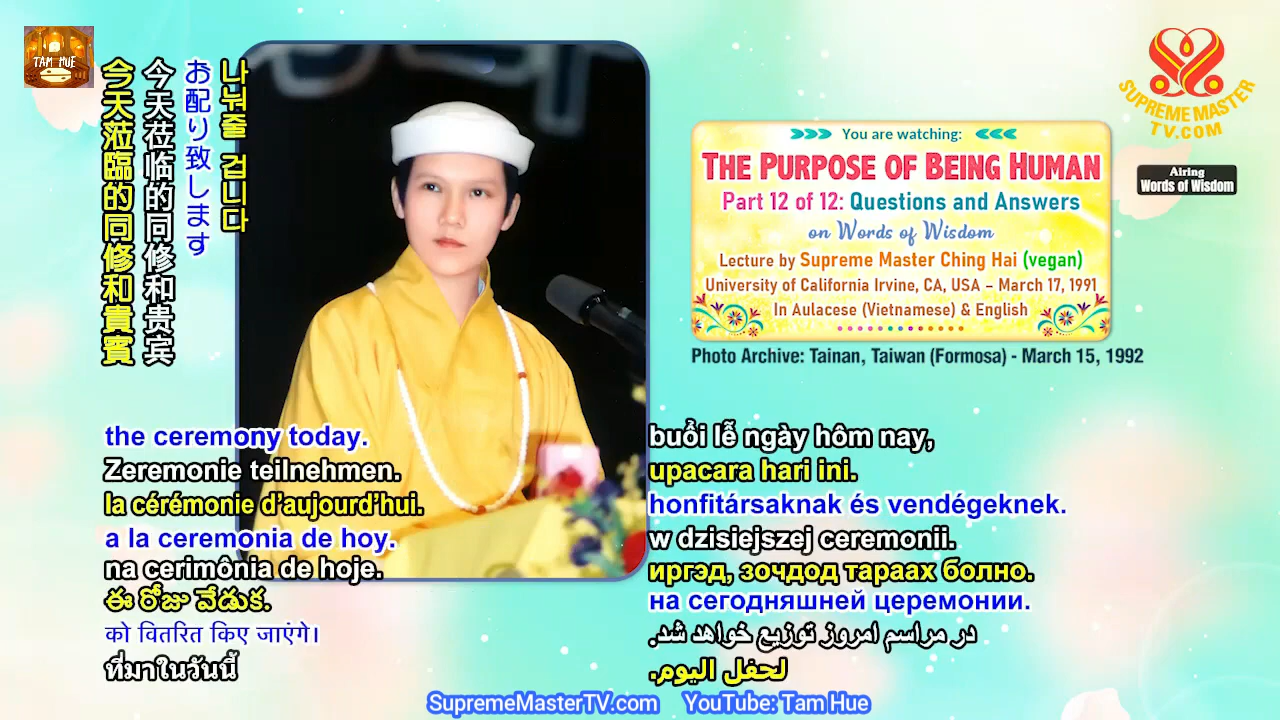 TAM HUE
今天蒞臨的同修和貴賓
今天莅临的同修和贵宾
お配り致します
나눠줄 겁니다
SUPREME MASTER
TV.COM
Airing
Words of Wisdom
You are watching:
THE PURPOSE OF BEING HUMAN
Part 12 of 12: Questions and Answers
on Words of Wisdom
Lecture by Supreme Master Ching Hai (vegan)
University of California Irvine, CA, USA – March 17, 1991
In Aulacese (Vietnamese) & English
Photo Archive: Tainan, Taiwan (Formosa) - March 15, 1992
the ceremony today.
Zeremonie teilnehmen.
la cérémonie d'aujourd'hui.
a la ceremonia de hoy.
na cerimônia de hoje.
ఈ రోజు వేడుక.
को वितरित किए जाएंगे।
ที่มาในวันนี้
buổi lễ ngày hôm nay,
upacara hari ini.
honfitársaknak és vendégeknek.
w dzisiejszej ceremonii.
иргэд, зочдод тараах болно.
на сегодняшней церемонии.
در مراسم امروز توزیع خواهد شد.
لحفل اليوم.
SupremeMasterTV.com YouTube: Tam Hue